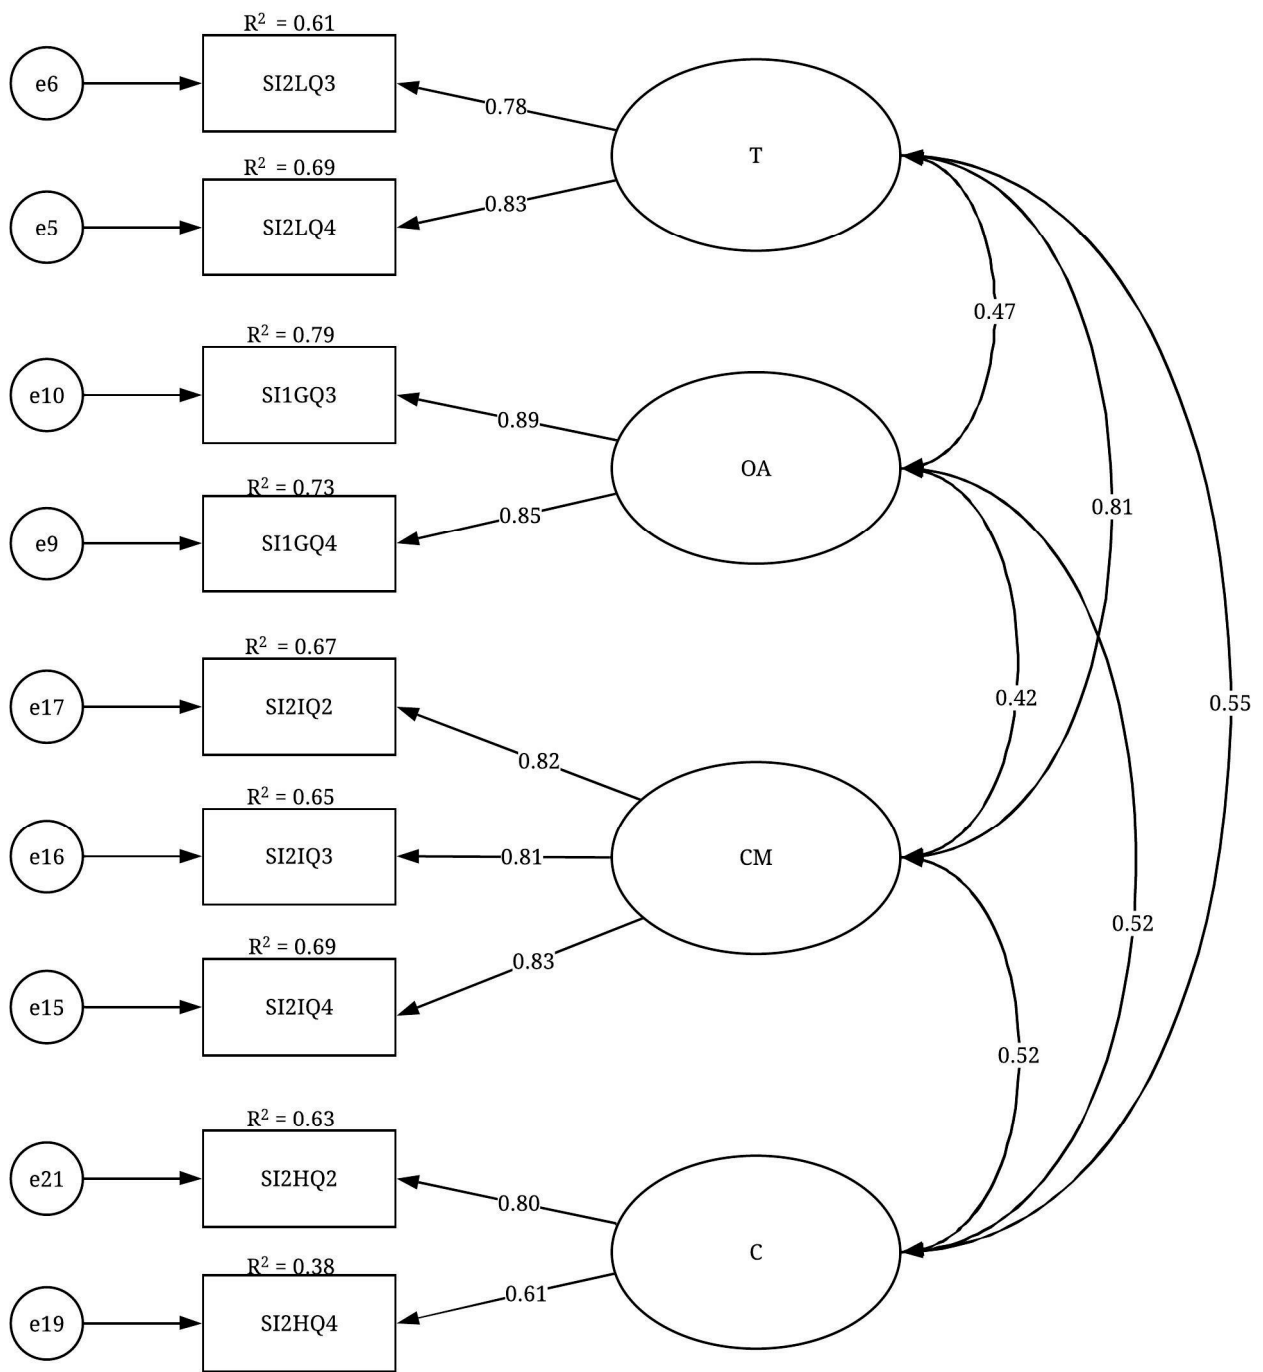 R² = 0.61
e6
SI2LQ3
0.78
T
R² = 0.69
e5
SI2LQ4
0.83
0.47
R² = 0.79
e10
SI1GQ3
0.89
OA
R² = 0.73
e9
SI1GQ4
0.85
0.81
R² = 0.67
e17
SI2IQ2
0.82
0.42
0.55
R² = 0.65
e16
SI2IQ3
0.81
CM
R² = 0.69
e15
SI2IQ4
0.83
0.52
0.52
R² = 0.63
e21
SI2HQ2
0.80
C
R² = 0.38
e19
SI2HQ4
0.61